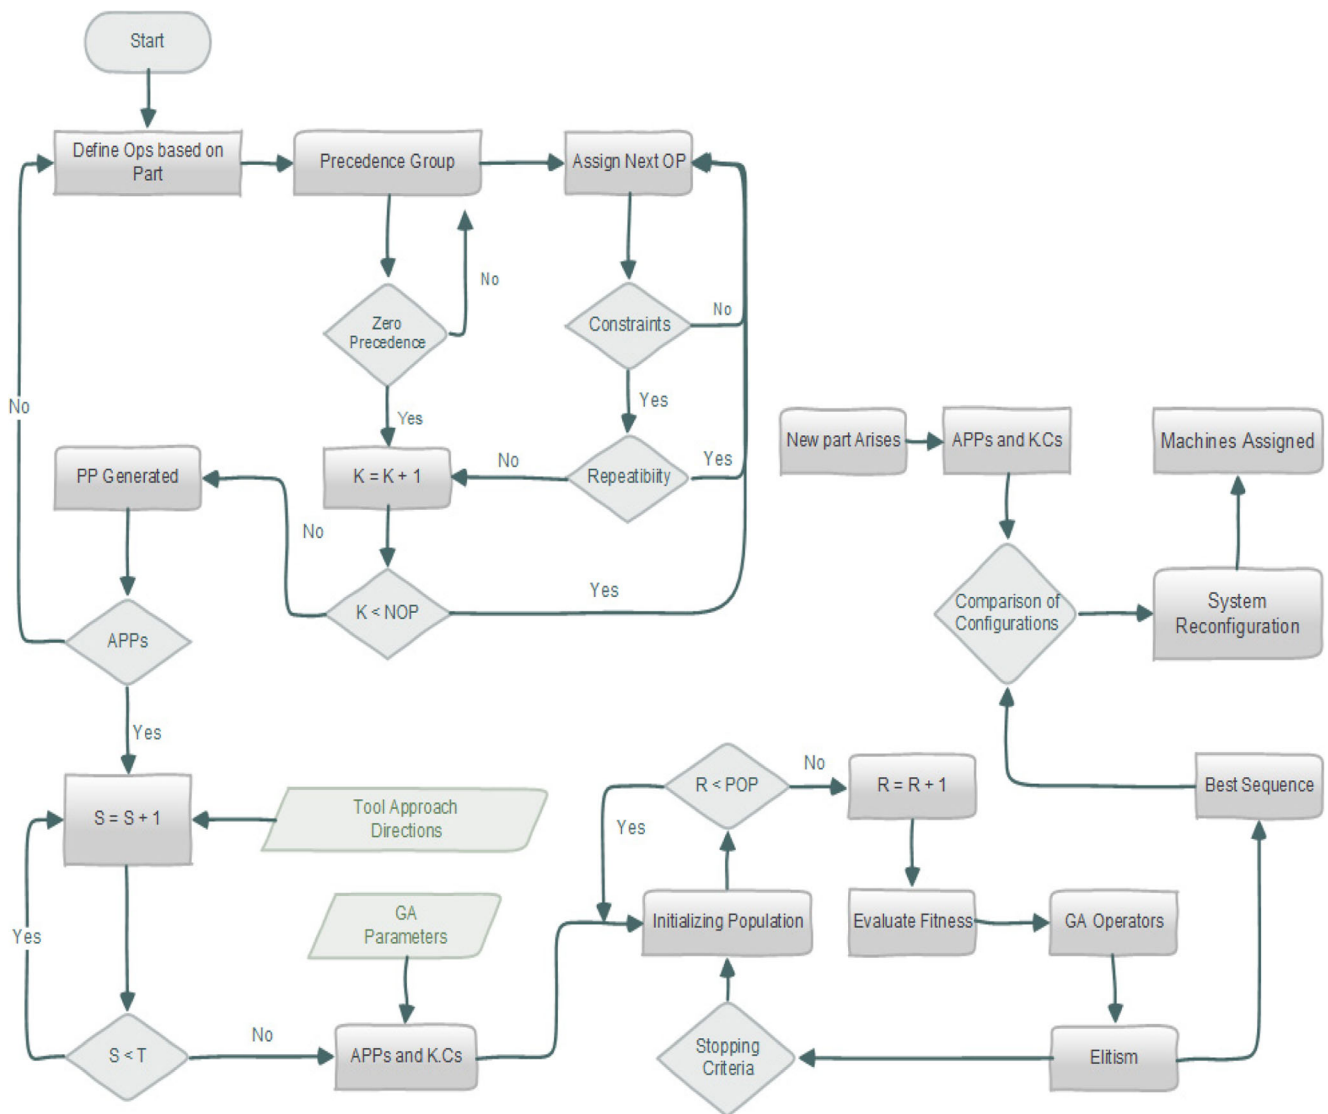 Start
Define Ops based on
Part
Precedence Group
Assign Next OP
No
Zero
Precedence
Constraints
No
No
Yes
Yes
New part Arises
APPs and K.Cs
Machines Assigned
PP Generated
K = K + 1
No
Repeatibiity
Yes
No
K < NOP
Yes
Comparison of
Configurations
System
Reconfiguration
APPs
Yes
R < POP
No
R = R + 1
Best Sequence
S = S + 1
Tool Approach
Directions
Yes
GA
Parameters
Initializing Population
Evaluate Fitness
GA Operators
Yes
S < T
No
APPs and K.Cs
Stopping
Criteria
Elitism